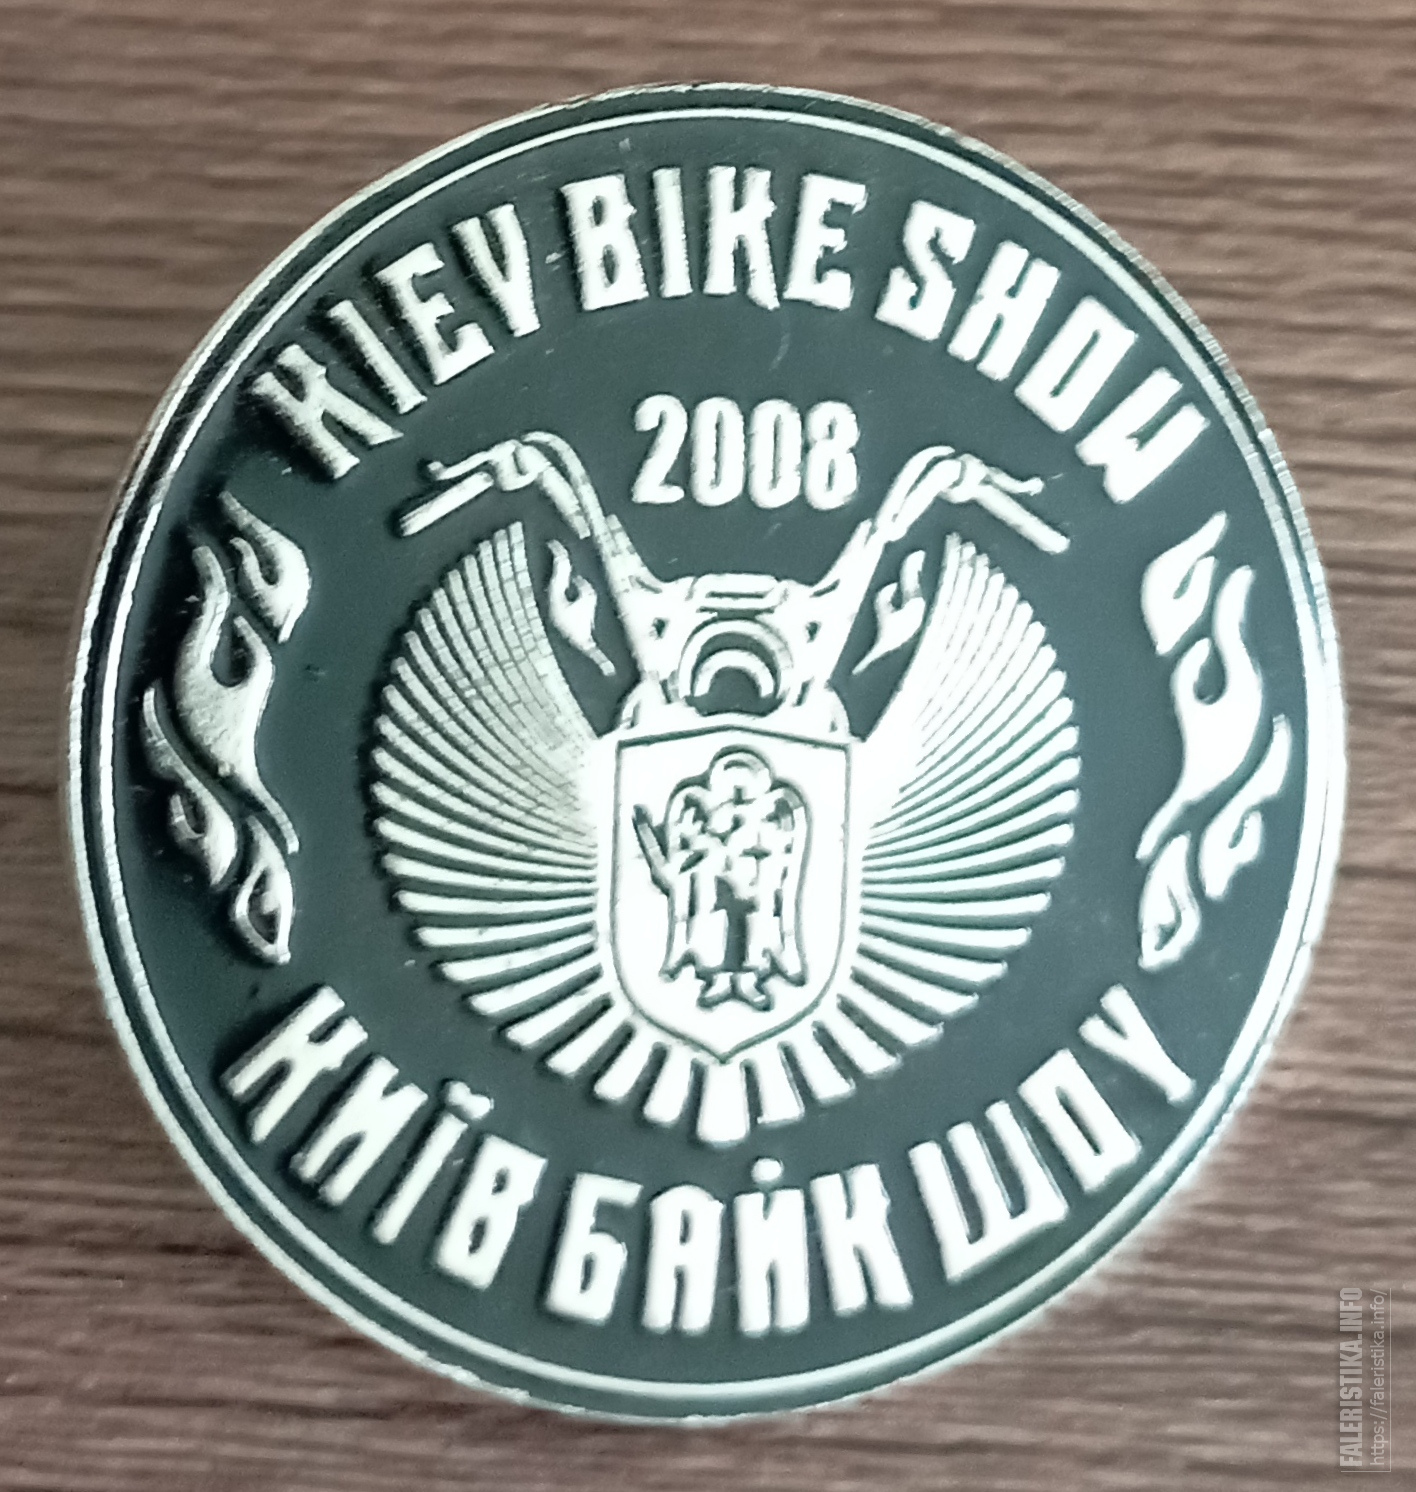 KIEV BIKE SHOW
2008
КИЇВ БАЙК ШОУ
FALERISTIKA.INFO
https://faleristika.info/